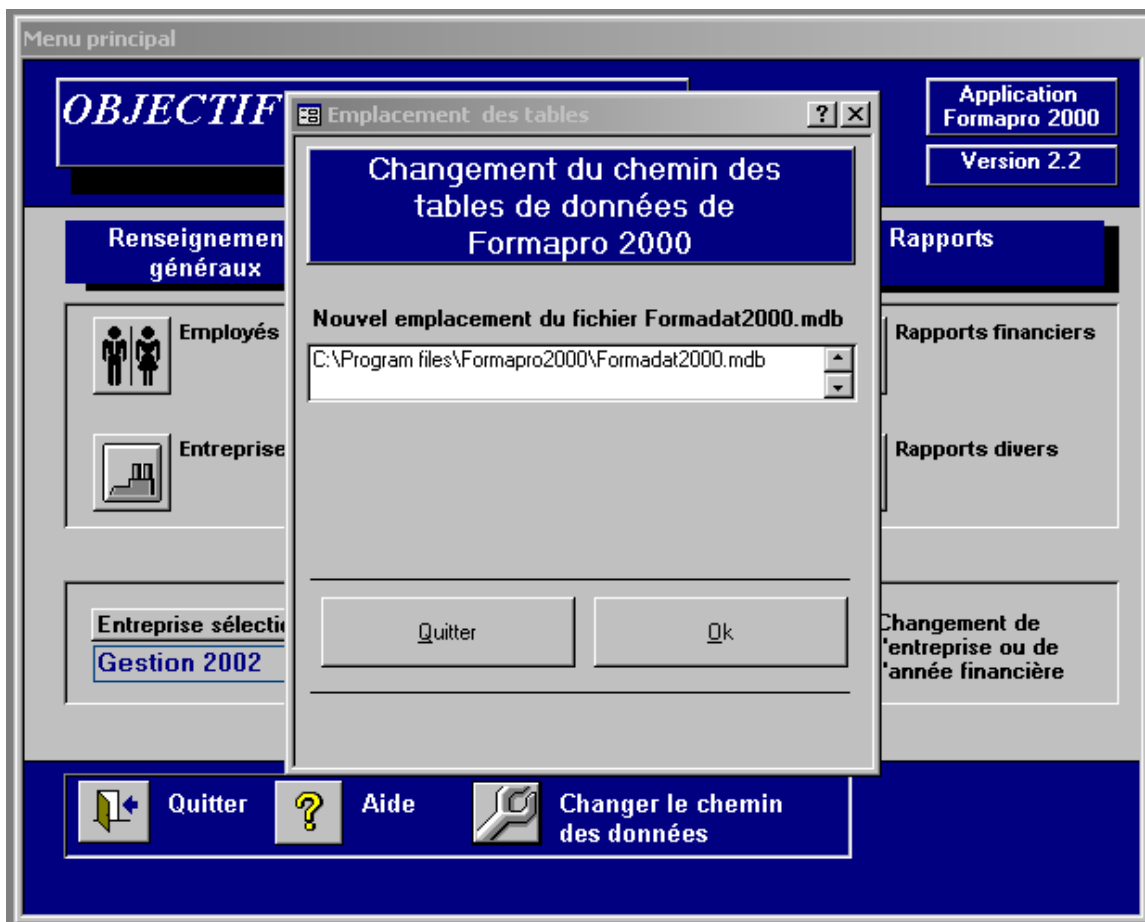 Menu principal
OBJECTIF
Application
Formapro 2000
Version 2.2
Emplacement des tables
Changement du chemin des
tables de données de
Formapro 2000
Nouvel emplacement du fichier Formadat2000.mdb
C:\Program files\Formapro2000\Formadat2000.mdb
Quitter
Ok
généraux
Rapports
Employés
Rapports financiers
Entreprise
Rapports divers
Entreprise
Gestion 2002
Changement de
l'entreprise ou de
l'année financière
Quitter
Aide
Changer le chemin
des données